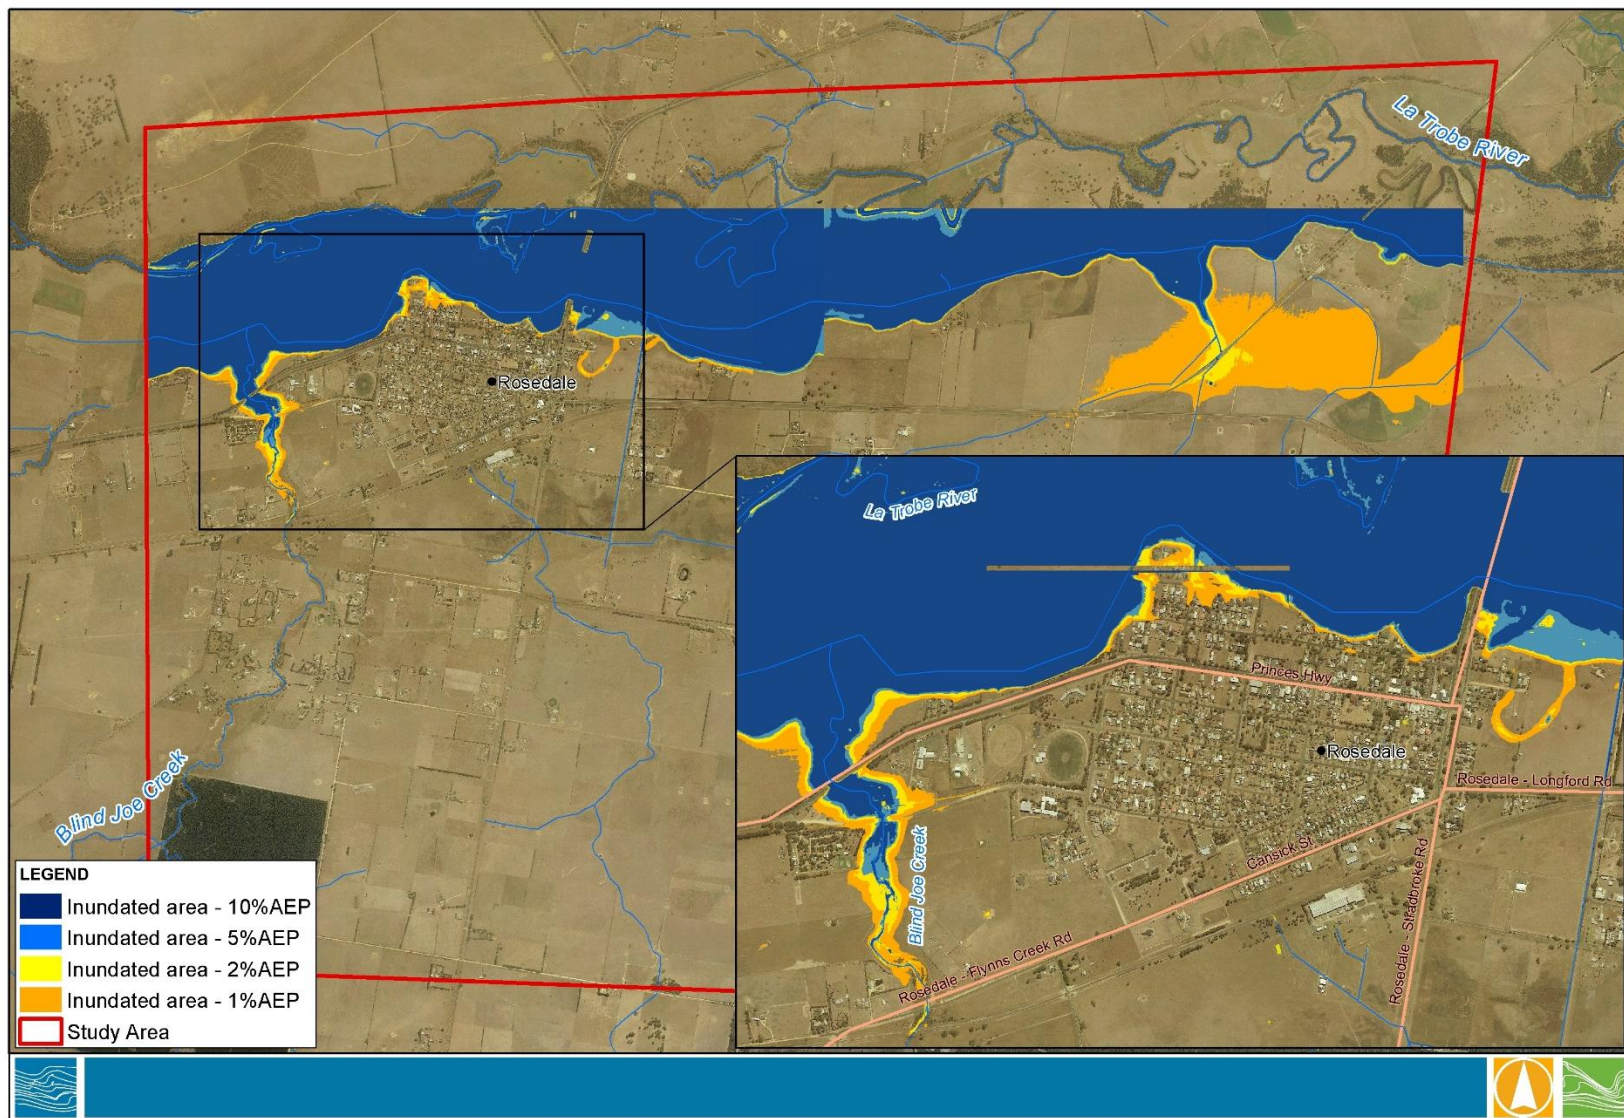 La Trobe River
Rosedale
Blind Joe Creek
La Trobe River
Princes Hwy
Rosedale
Rosedale - Longford Rd
Cansick St
Rosedale - Stradbroke Rd
Blind Joe Creek
Rosedale - Flynns Creek Rd
LEGEND
Inundated area - 10%AEP
Inundated area - 5%AEP
Inundated area - 2%AEP
Inundated area - 1%AEP
Study Area